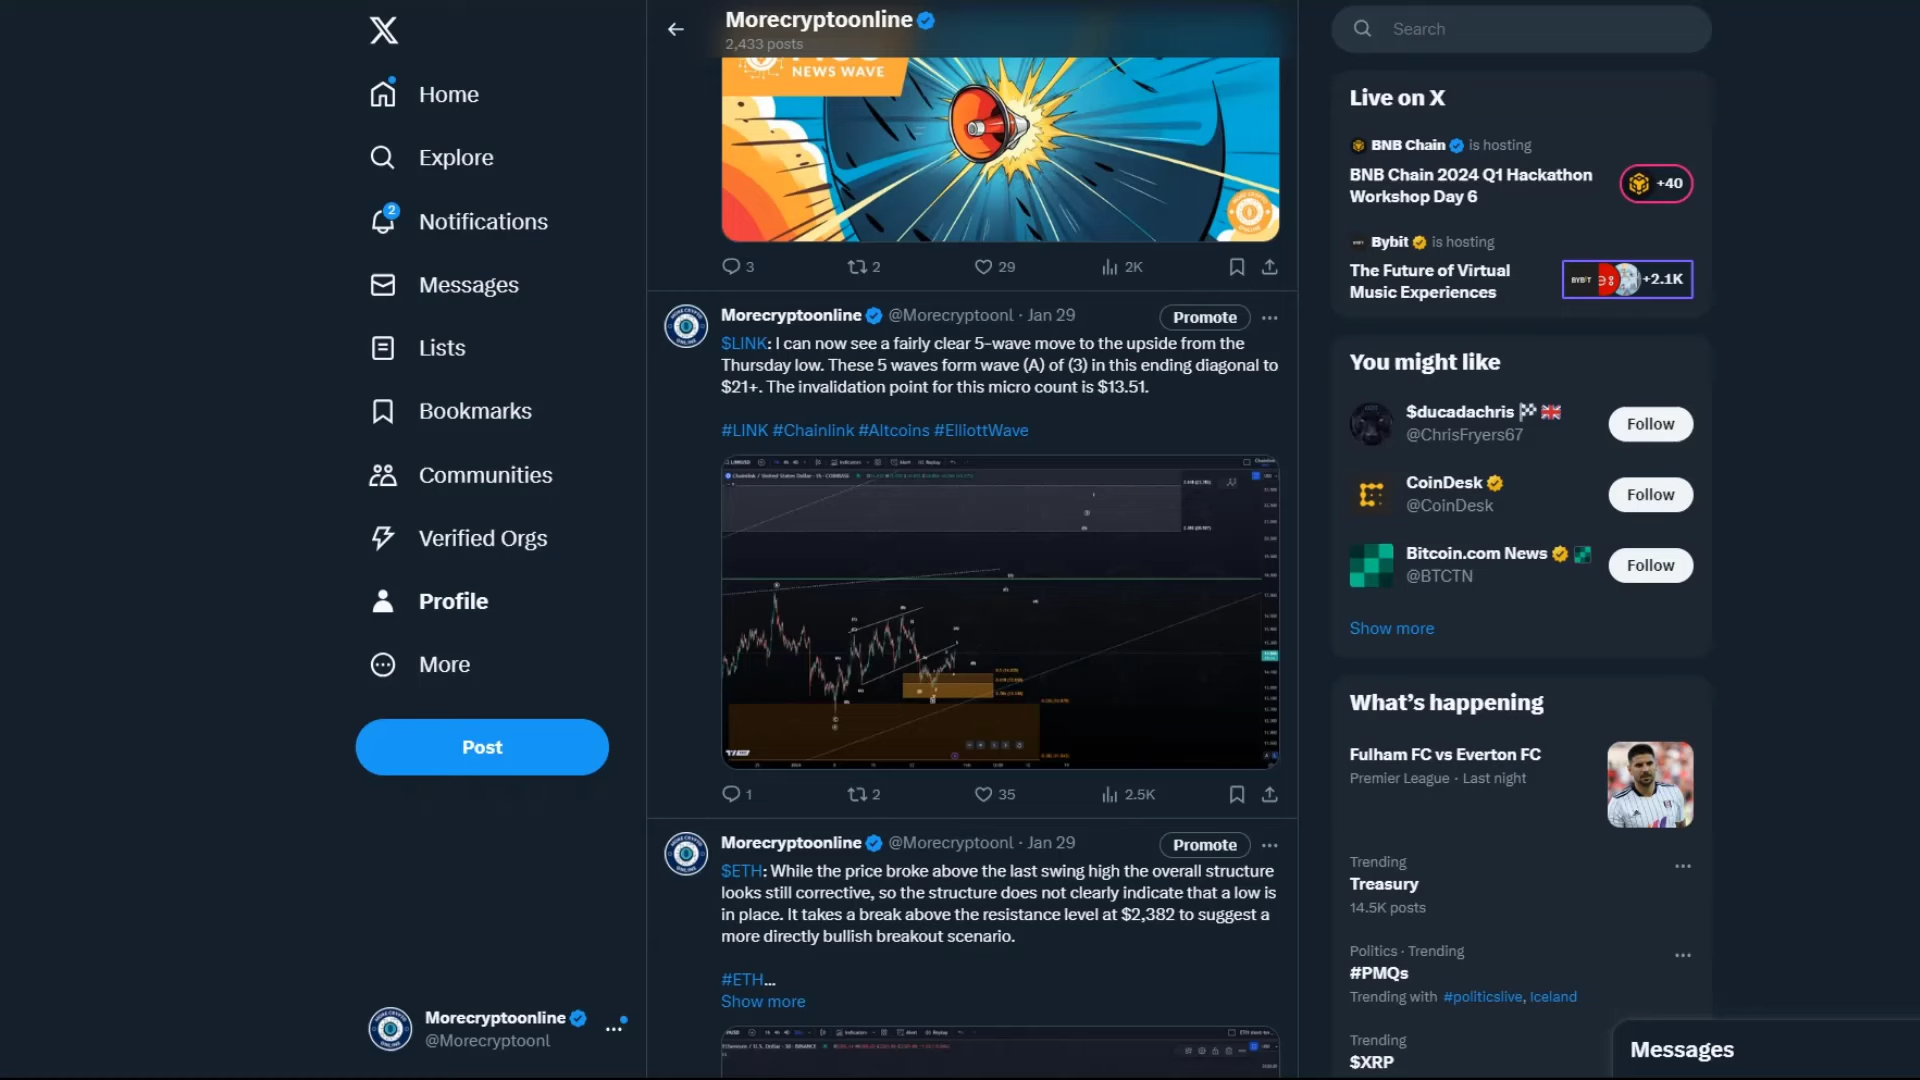 Home
Explore
2
Notifications
Messages
Lists
Bookmarks
Communities
Verified Orgs
Profile
More
Post
Morecryptoonline
@Morecryptoonl
Morecryptoonline
2,433 posts
NEWS WAVE
3
2
29
2K
Morecryptoonline @Morecryptoonl · Jan 29
Promote
$LINK: I can now see a fairly clear 5-wave move to the upside from the
Thursday low. These 5 waves form wave (A) of (3) in this ending diagonal to
$21+. The invalidation point for this micro count is $13.51.
#LINK #Chainlink #Altcoins #ElliottWave
1
2
35
2.5K
Morecryptoonline @Morecryptoonl · Jan 29
Promote
$ETH: While the price broke above the last swing high the overall structure
looks still corrective, so the structure does not clearly indicate that a low is
in place. It takes a break above the resistance level at $2,382 to suggest a
more directly bullish breakout scenario.
#ETH...
Show more
Search
Live on X
BNB Chain is hosting
BNB Chain 2024 Q1 Hackathon
Workshop Day 6
+40
Bybit is hosting
The Future of Virtual
Music Experiences
+2.1K
You might like
$ducadachris
@ChrisFryers67
Follow
CoinDesk
@CoinDesk
Follow
Bitcoin.com News
@BTCTN
Follow
Show more
What's happening
Fulham FC vs Everton FC
Premier League · Last night
Trending
Treasury
14.5K posts
Politics · Trending
#PMQs
Trending with #politicslive, Iceland
Trending
$XRP
Messages